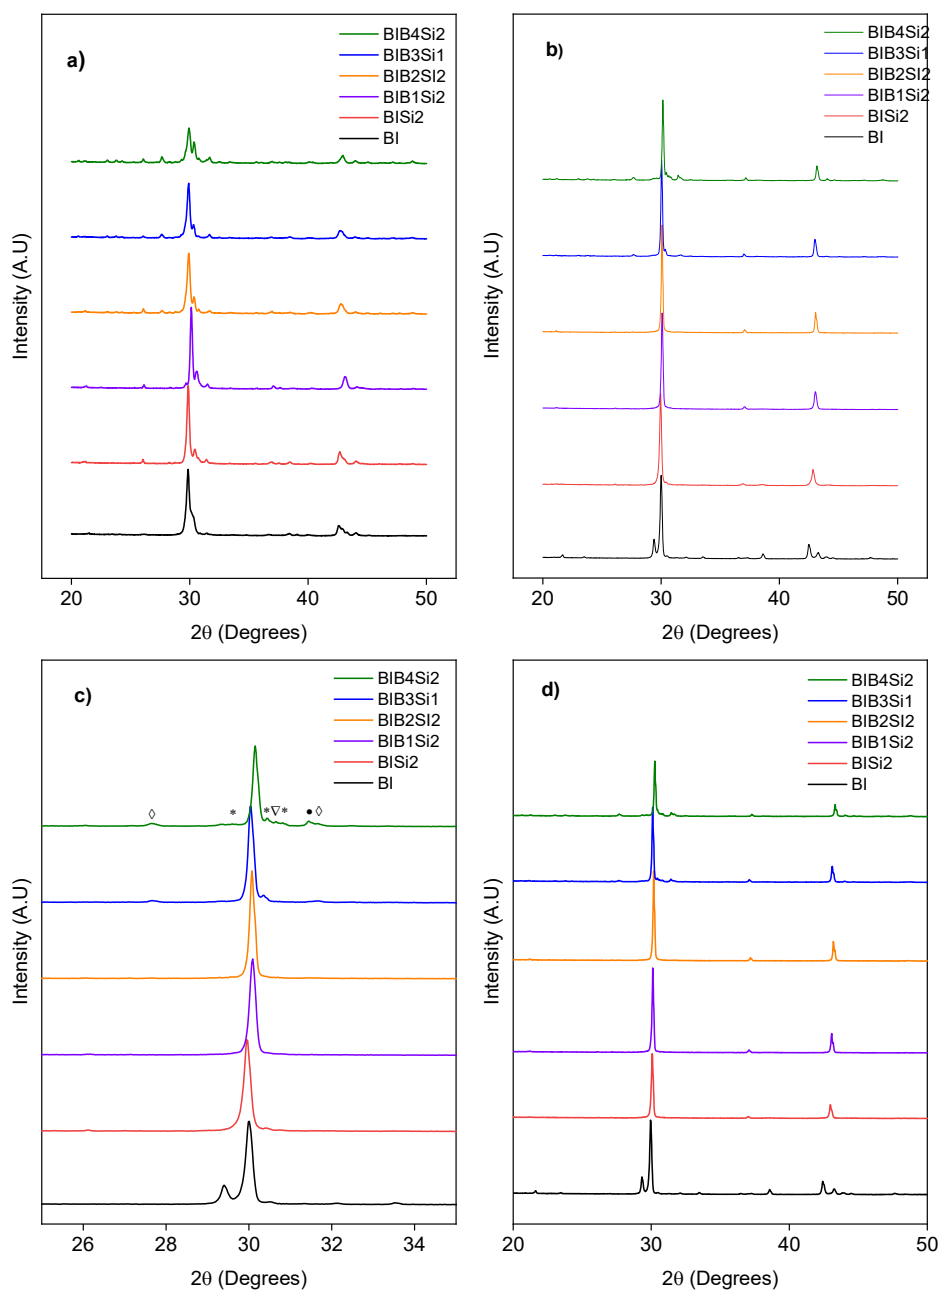 a)
BIB4Si2
BIB3Si1
BIB2SI2
BIB1Si2
BISi2
BI
Intensity (A.U)
20 30 40 50
2θ (Degrees)
b)
BIB4Si2
BIB3Si1
BIB2SI2
BIB1Si2
BISi2
BI
Intensity (A.U)
20 30 40 50
2θ (Degrees)
c)
BIB4Si2
BIB3Si1
BIB2SI2
BIB1Si2
BISi2
BI
◊ * *▽* ● ◊
Intensity (A.U)
26 28 30 32 34
2θ (Degrees)
d)
BIB4Si2
BIB3Si1
BIB2SI2
BIB1Si2
BISi2
BI
Intensity (A.U)
20 30 40 50
2θ (Degrees)